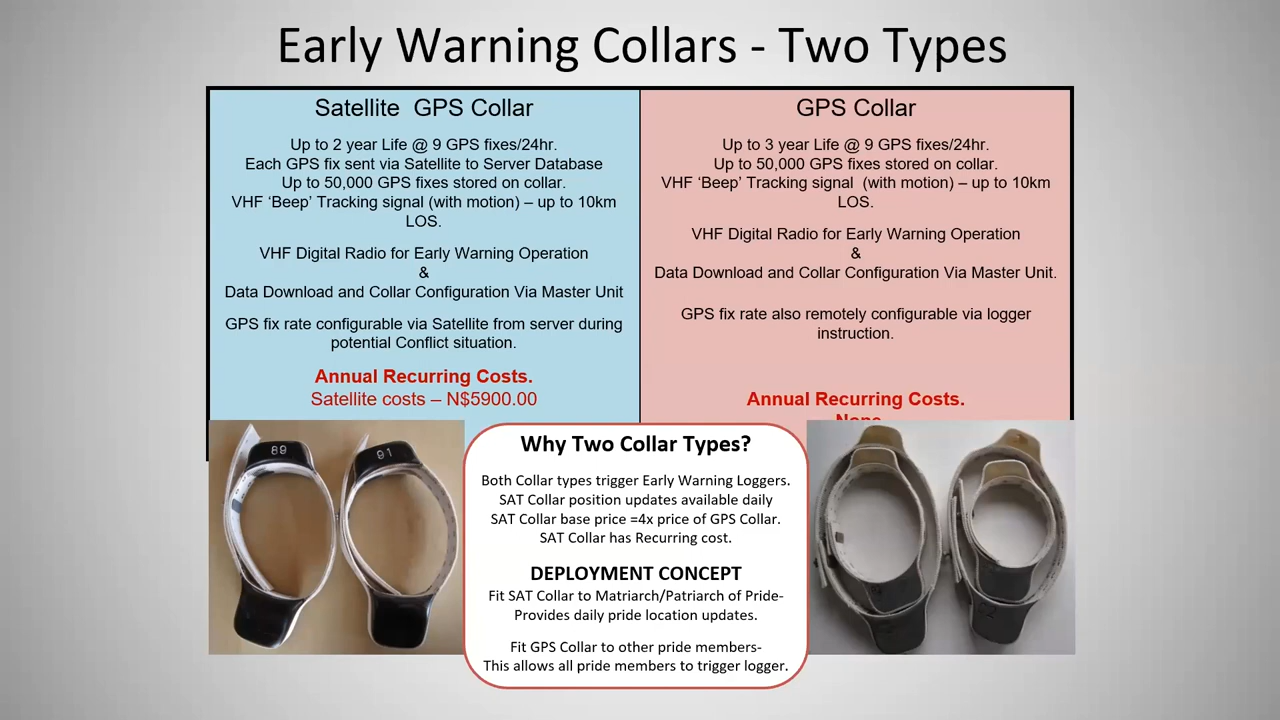 Early Warning Collars - Two Types
Satellite GPS Collar
Up to 2 year Life @ 9 GPS fixes/24hr.
Each GPS fix sent via Satellite to Server Database
Up to 50,000 GPS fixes stored on collar.
VHF ‘Beep’ Tracking signal (with motion) – up to 10km
LOS.
VHF Digital Radio for Early Warning Operation
&
Data Download and Collar Configuration Via Master Unit
GPS fix rate configurable via Satellite from server during
potential Conflict situation.
Annual Recurring Costs.
Satellite costs – N$5900.00
GPS Collar
Up to 3 year Life @ 9 GPS fixes/24hr.
Up to 50,000 GPS fixes stored on collar.
VHF ‘Beep’ Tracking signal (with motion) – up to 10km
LOS.
VHF Digital Radio for Early Warning Operation
&
Data Download and Collar Configuration Via Master Unit.
GPS fix rate also remotely configurable via logger
instruction.
Annual Recurring Costs.
None
89
91
Why Two Collar Types?
Both Collar types trigger Early Warning Loggers.
SAT Collar position updates available daily
SAT Collar base price =4x price of GPS Collar.
SAT Collar has Recurring cost.
DEPLOYMENT CONCEPT
Fit SAT Collar to Matriarch/Patriarch of Pride-
Provides daily pride location updates.
Fit GPS Collar to other pride members-
This allows all pride members to trigger logger.